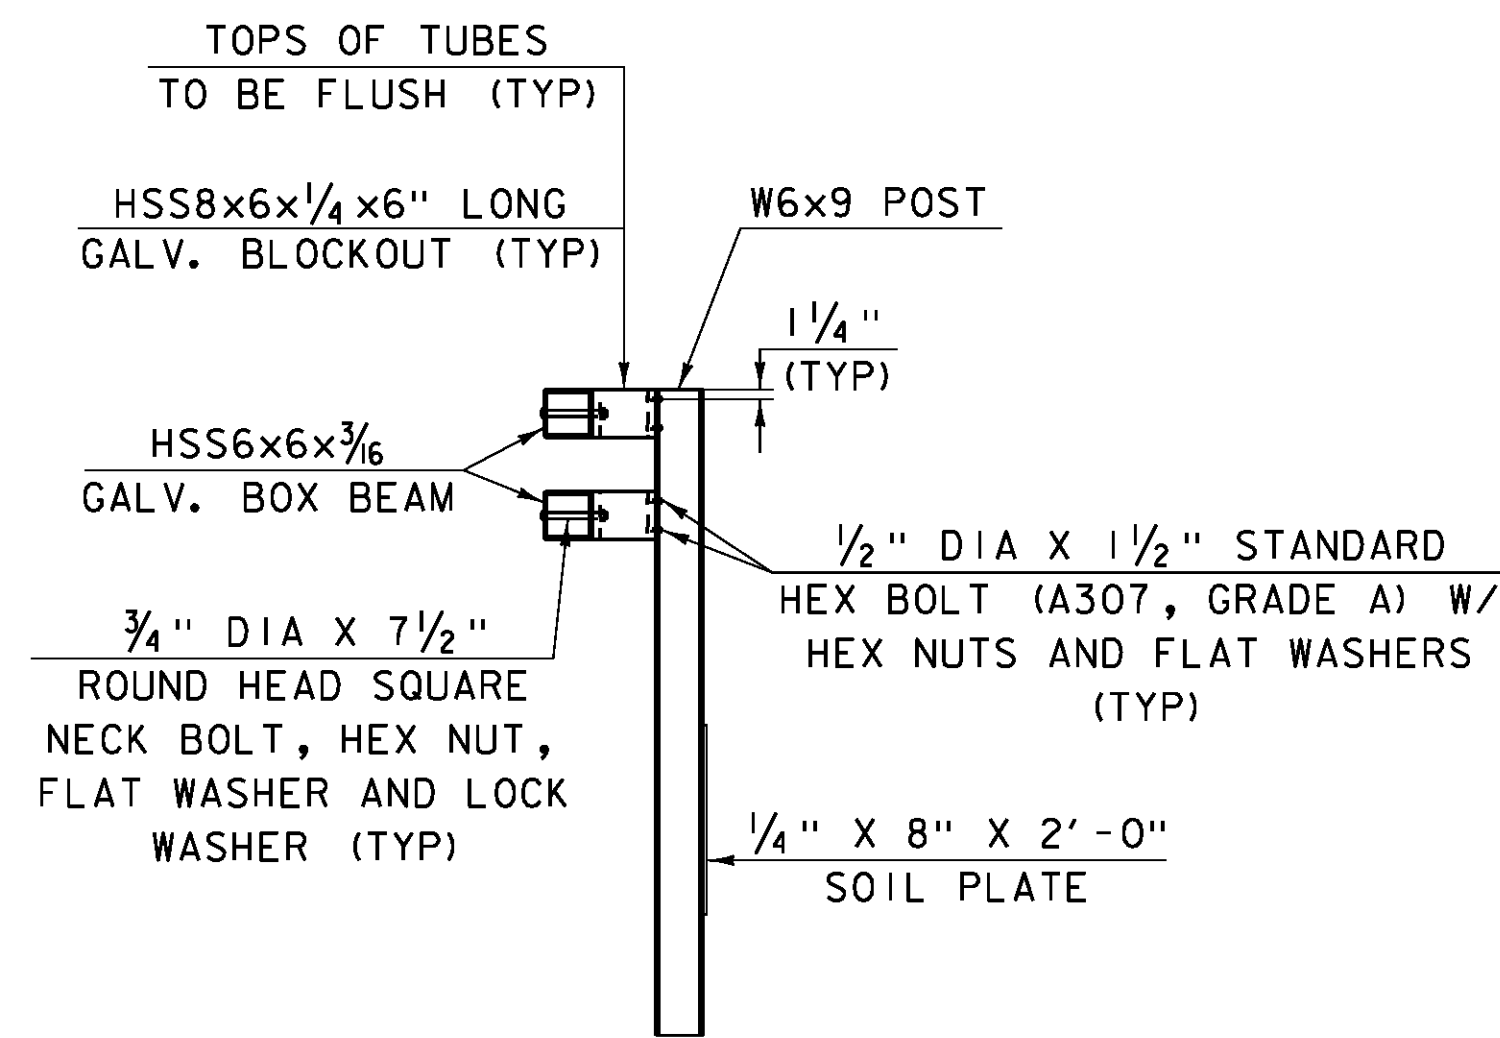 TOPS OF TUBES
TO BE FLUSH (TYP)
HSS8x6x1/4 x6" LONG
GALV. BLOCKOUT (TYP)
W6x9 POST
1 1/4"
(TYP)
HSS6x6x3/16
GALV. BOX BEAM
1/2" DIA X 1 1/2" STANDARD
HEX BOLT (A307, GRADE A) W/
HEX NUTS AND FLAT WASHERS
(TYP)
3/4" DIA X 7 1/2"
ROUND HEAD SQUARE
NECK BOLT, HEX NUT,
FLAT WASHER AND LOCK
WASHER (TYP)
1/4" X 8" X 2'-0"
SOIL PLATE